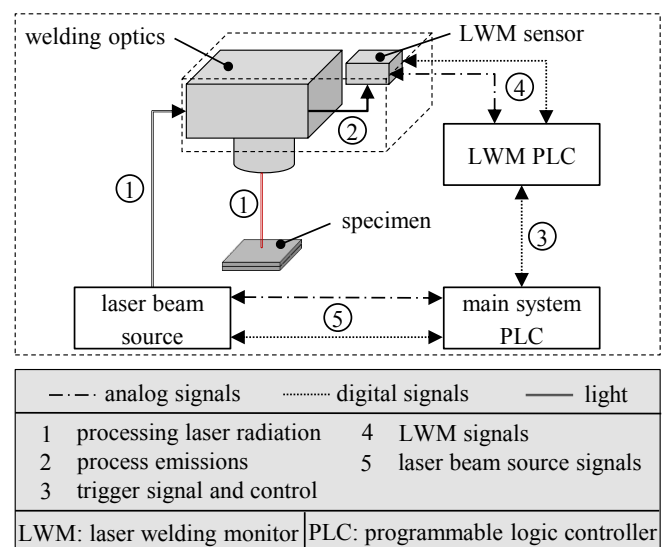 welding optics
LWM sensor
4
2
LWM PLC
1
1
specimen
3
laser beam
source
5
main system
PLC
analog signals
digital signals
light
1 processing laser radiation
2 process emissions
3 trigger signal and control
4 LWM signals
5 laser beam source signals
LWM: laser welding monitor
PLC: programmable logic controller